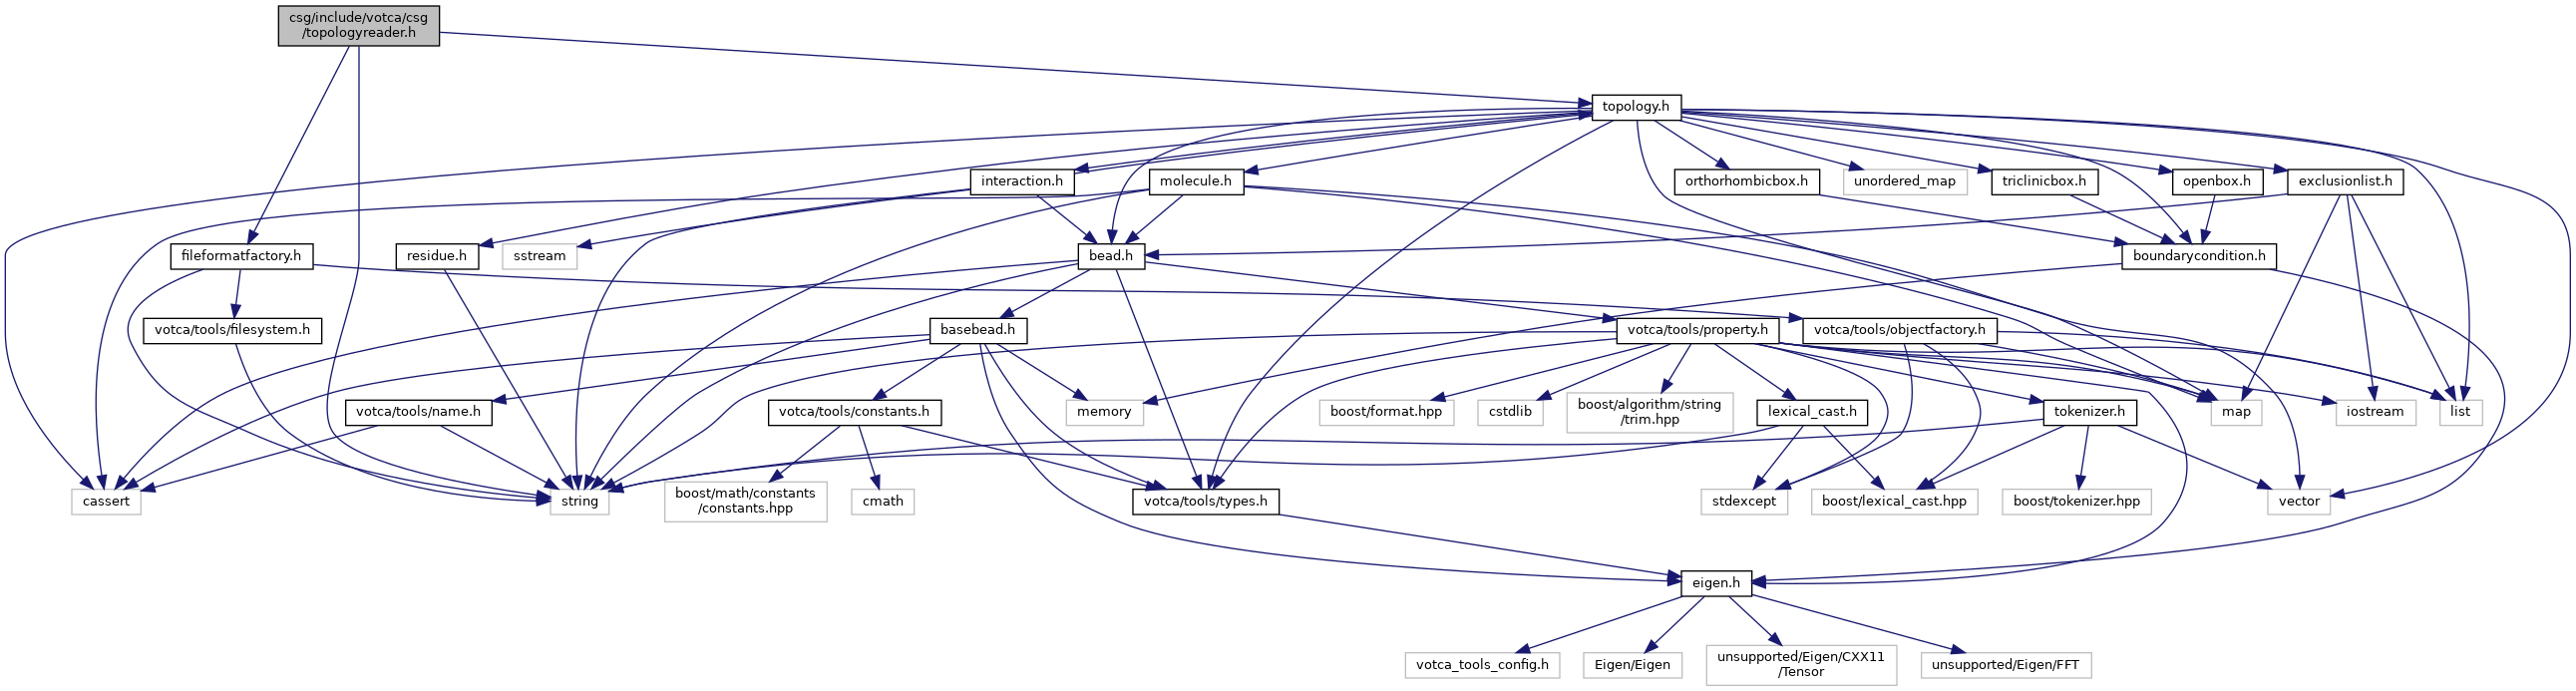 csg/include/votca/csg
/topologyreader.h
topology.h
interaction.h
molecule.h
orthorhombicbox.h
unordered_map
triclinicbox.h
openbox.h
exclusionlist.h
fileformatfactory.h
residue.h
sstream
bead.h
boundarycondition.h
votca/tools/filesystem.h
basebead.h
votca/tools/property.h
votca/tools/objectfactory.h
votca/tools/name.h
votca/tools/constants.h
memory
boost/format.hpp
cstdlib
boost/algorithm/string
/trim.hpp
lexical_cast.h
tokenizer.h
map
iostream
list
cassert
string
boost/math/constants
/constants.hpp
cmath
votca/tools/types.h
stdexcept
boost/lexical_cast.hpp
boost/tokenizer.hpp
vector
eigen.h
votca_tools_config.h
Eigen/Eigen
unsupported/Eigen/CXX11
/Tensor
unsupported/Eigen/FFT